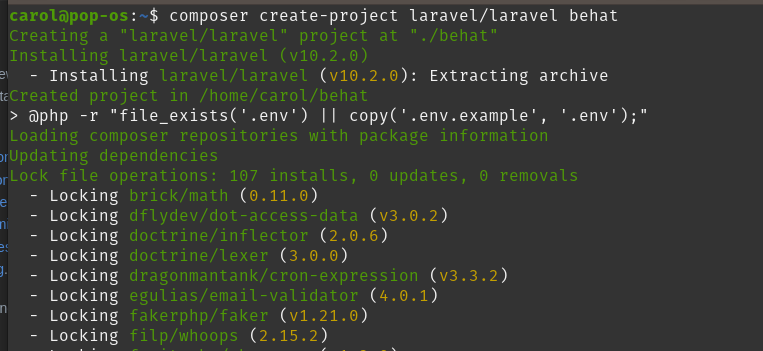 carol@pop-os:~$ composer create-project laravel/laravel behat
Creating a "laravel/laravel" project at "./behat"
Installing laravel/laravel (v10.2.0)
  - Installing laravel/laravel (v10.2.0): Extracting archive
Created project in /home/carol/behat
> @php -r "file_exists('.env') || copy('.env.example', '.env');"
Loading composer repositories with package information
Updating dependencies
Lock file operations: 107 installs, 0 updates, 0 removals
  - Locking brick/math (0.11.0)
  - Locking dflydev/dot-access-data (v3.0.2)
  - Locking doctrine/inflector (2.0.6)
  - Locking doctrine/lexer (3.0.0)
  - Locking dragonmantank/cron-expression (v3.3.2)
  - Locking egulias/email-validator (4.0.1)
  - Locking fakerphp/faker (v1.21.0)
  - Locking filp/whoops (2.15.2)